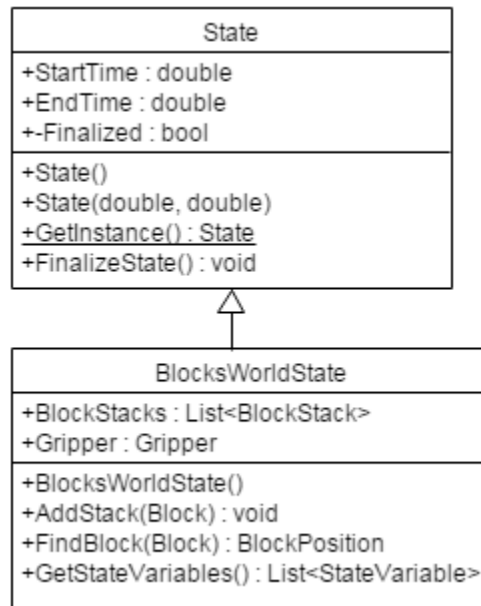 State
+StartTime : double
+EndTime : double
+-Finalized : bool
+State()
+State(double, double)
+GetInstance() : State
+FinalizeState() : void
BlocksWorldState
+BlockStacks : List<BlockStack>
+Gripper : Gripper
+BlocksWorldState()
+AddStack(Block) : void
+FindBlock(Block) : BlockPosition
+GetStateVariables() : List<StateVariable>